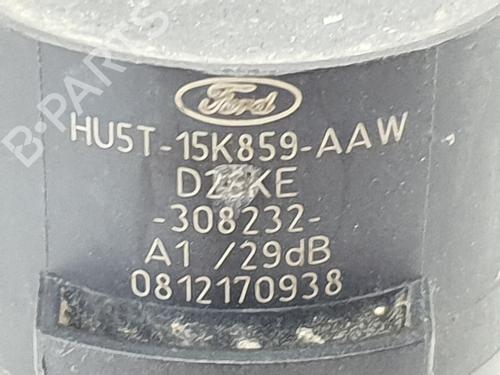 B-PARTS
Ford
HU5T-15K859-AAW
-308232-
A1 /29dB
0812170938